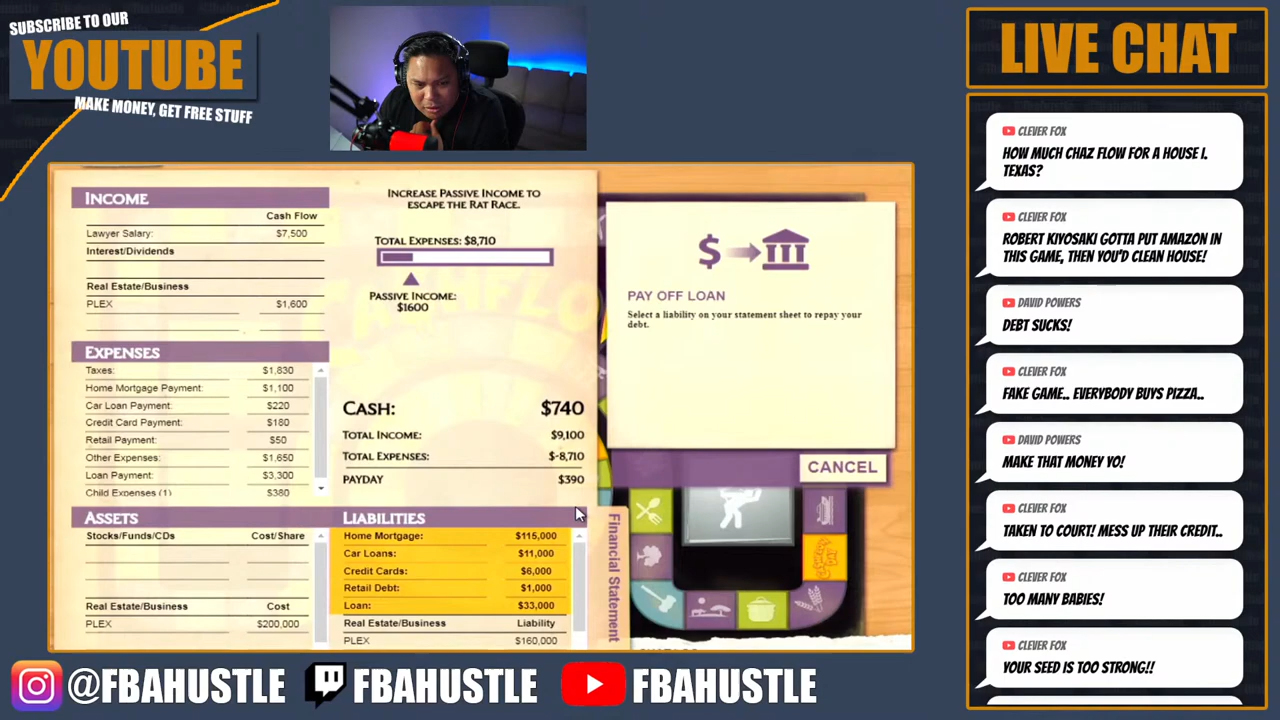 SUBSCRIBE TO OUR
YOUTUBE
MAKE MONEY, GET FREE STUFF
INCOME
Cash Flow
Lawyer Salary: $7,500
Interest/Dividends
Real Estate/Business
PLEX $1,600
EXPENSES
Taxes: $1,830
Home Mortgage Payment: $1,100
Car Loan Payment: $220
Credit Card Payment: $180
Retail Payment: $50
Other Expenses: $1,650
Loan Payment: $3,300
Child Expenses (1) $380
ASSETS
Stocks/Funds/CDs Cost/Share
Real Estate/Business Cost
PLEX $200,000
INCREASE PASSIVE INCOME TO
ESCAPE THE RAT RACE.
TOTAL EXPENSES: $8,710
PASSIVE INCOME:
$1600
CASH: $740
TOTAL INCOME: $9,100
TOTAL EXPENSES: $-8,710
PAYDAY $390
LIABILITIES
Home Mortgage: $115,000
Car Loans: $11,000
Credit Cards: $6,000
Retail Debt: $1,000
Loan: $33,000
Real Estate/Business Liability
PLEX $160,000
Financial Statement
$
PAY OFF LOAN
Select a liability on your statement sheet to repay your
debt.
CANCEL
LIVE CHAT
CLEVER FOX
HOW MUCH CHAZ FLOW FOR A HOUSE I.
TEXAS?
CLEVER FOX
ROBERT KIYOSAKI GOTTA PUT AMAZON IN
THIS GAME, THEN YOU'D CLEAN HOUSE!
DAVID POWERS
DEBT SUCKS!
CLEVER FOX
FAKE GAME.. EVERYBODY BUYS PIZZA..
DAVID POWERS
MAKE THAT MONEY YO!
CLEVER FOX
TAKEN TO COURT! MESS UP THEIR CREDIT..
CLEVER FOX
TOO MANY BABIES!
CLEVER FOX
YOUR SEED IS TOO STRONG!!
@FBAHUSTLE
FBAHUSTLE
FBAHUSTLE